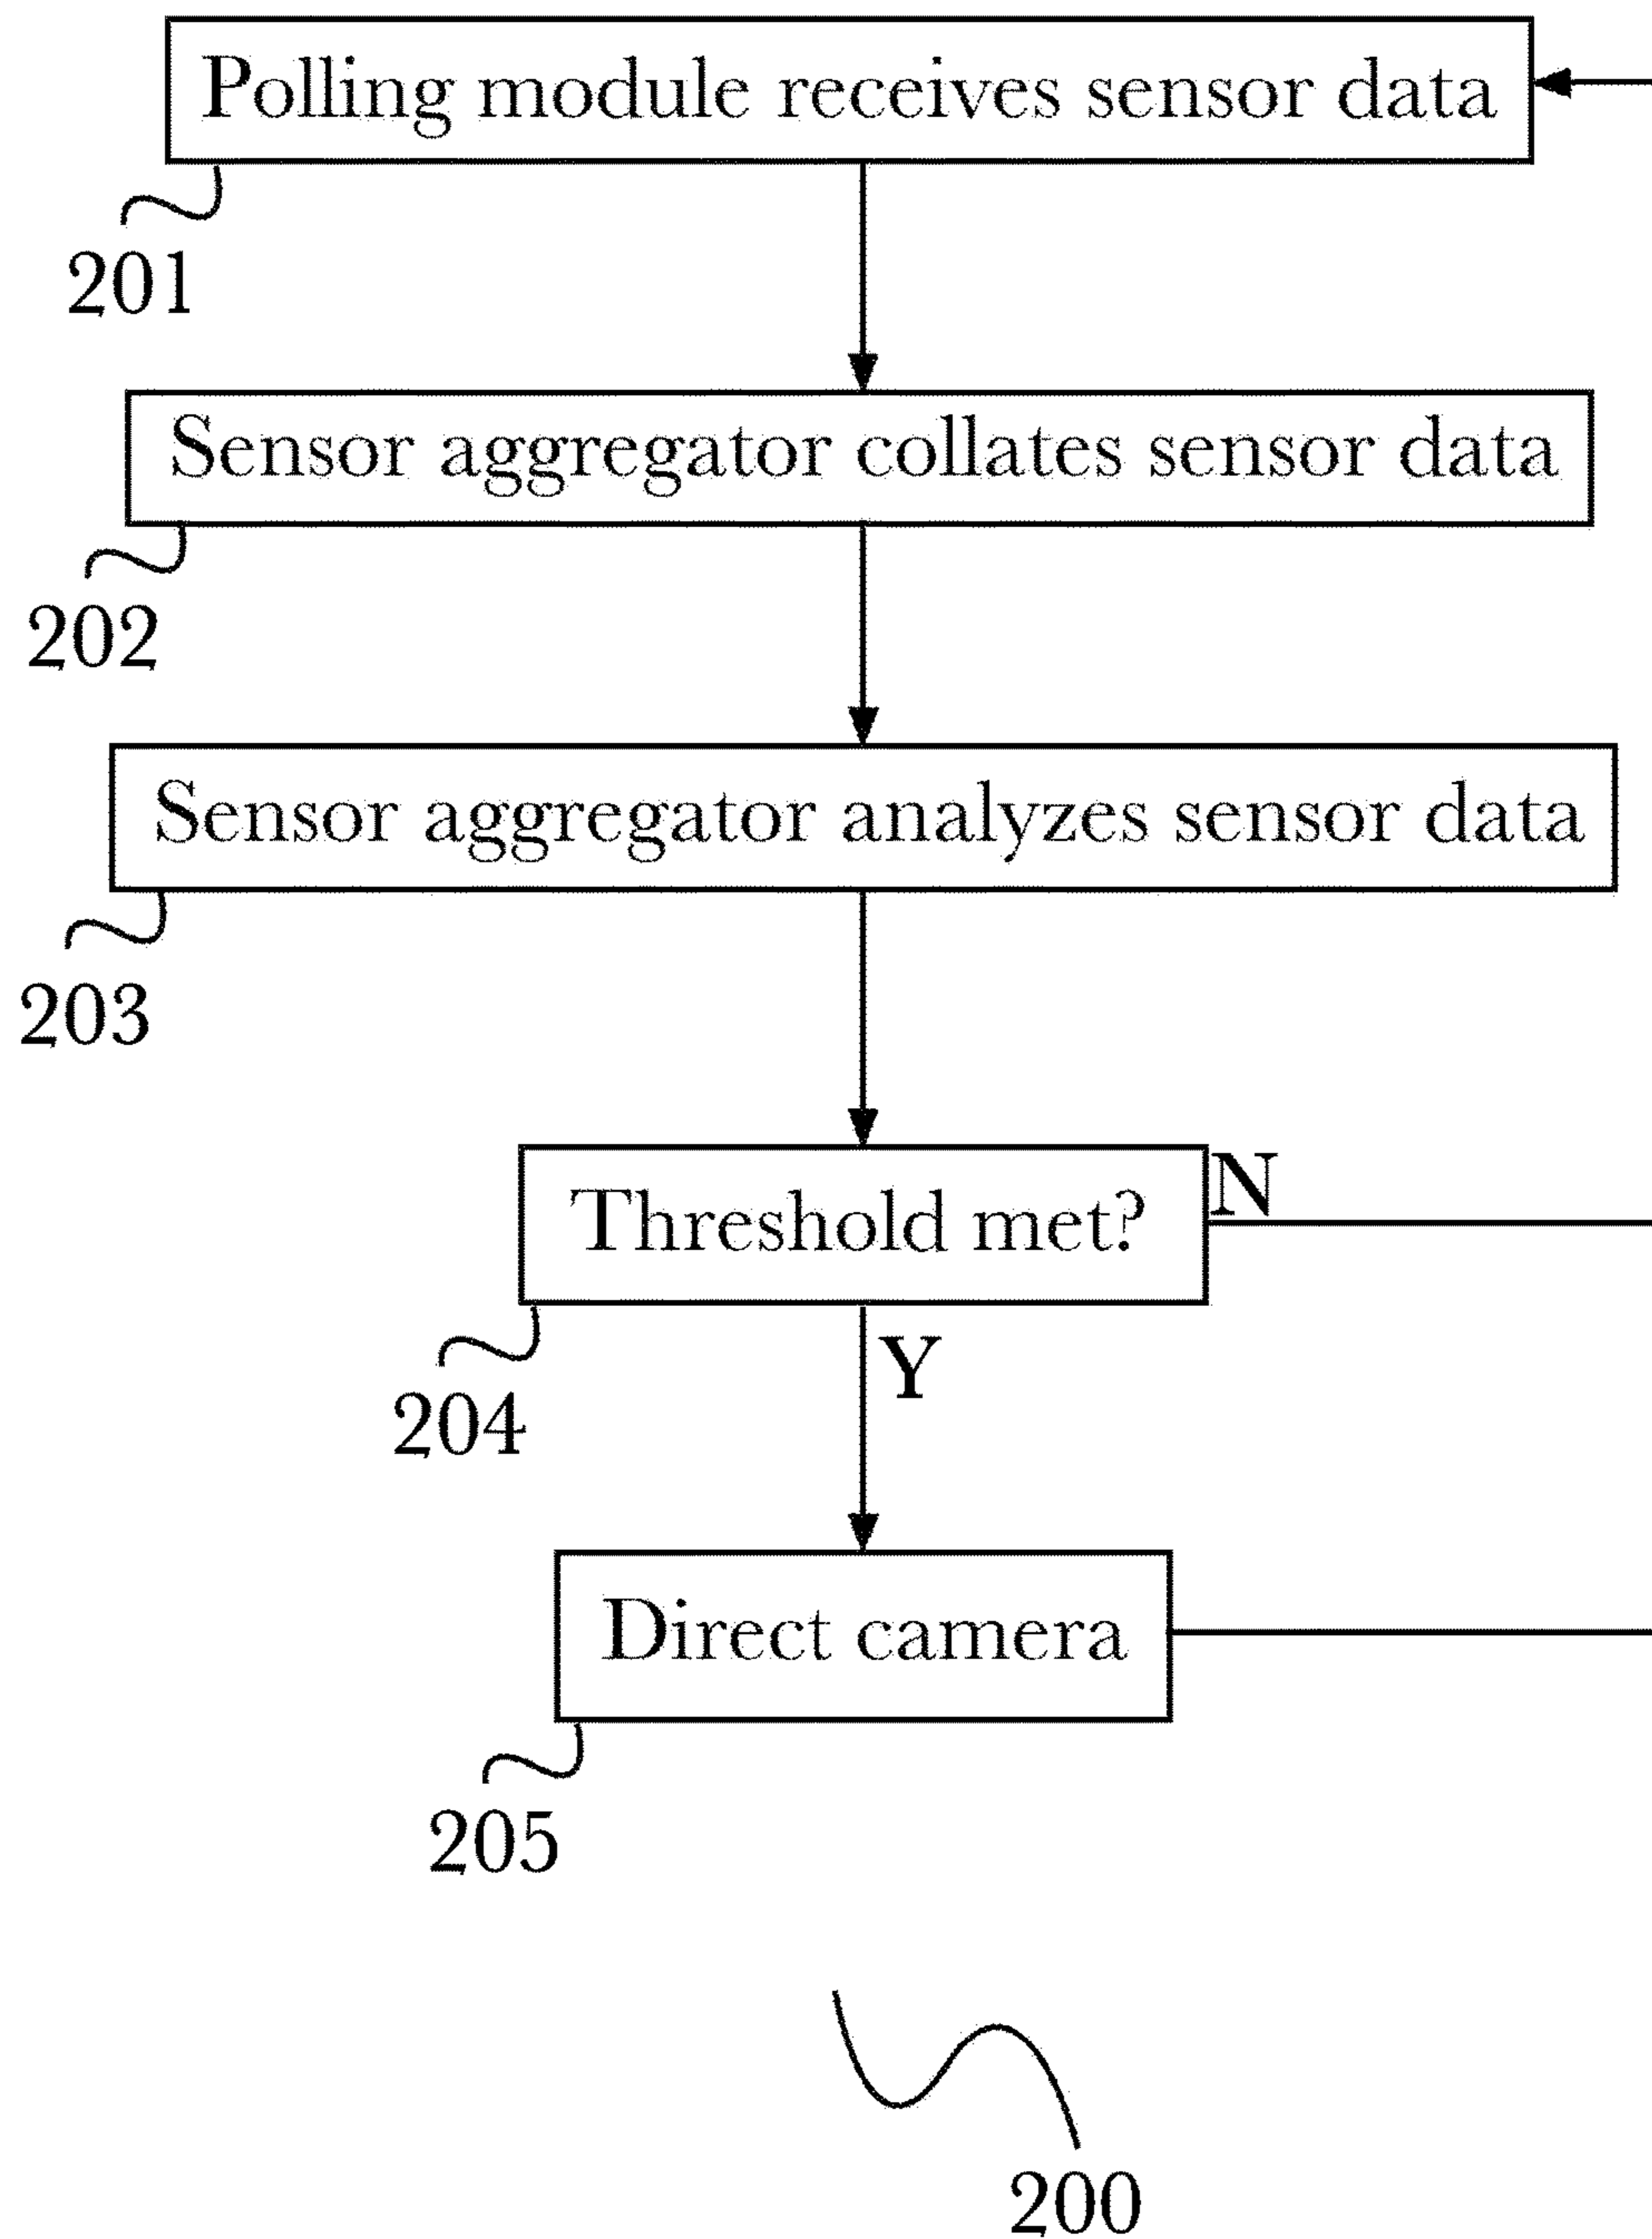 Polling module receives sensor data
201
Sensor aggregator collates sensor data
202
Sensor aggregator analyzes sensor data
203
Threshold met?
N
204
Y
Direct camera
205
200